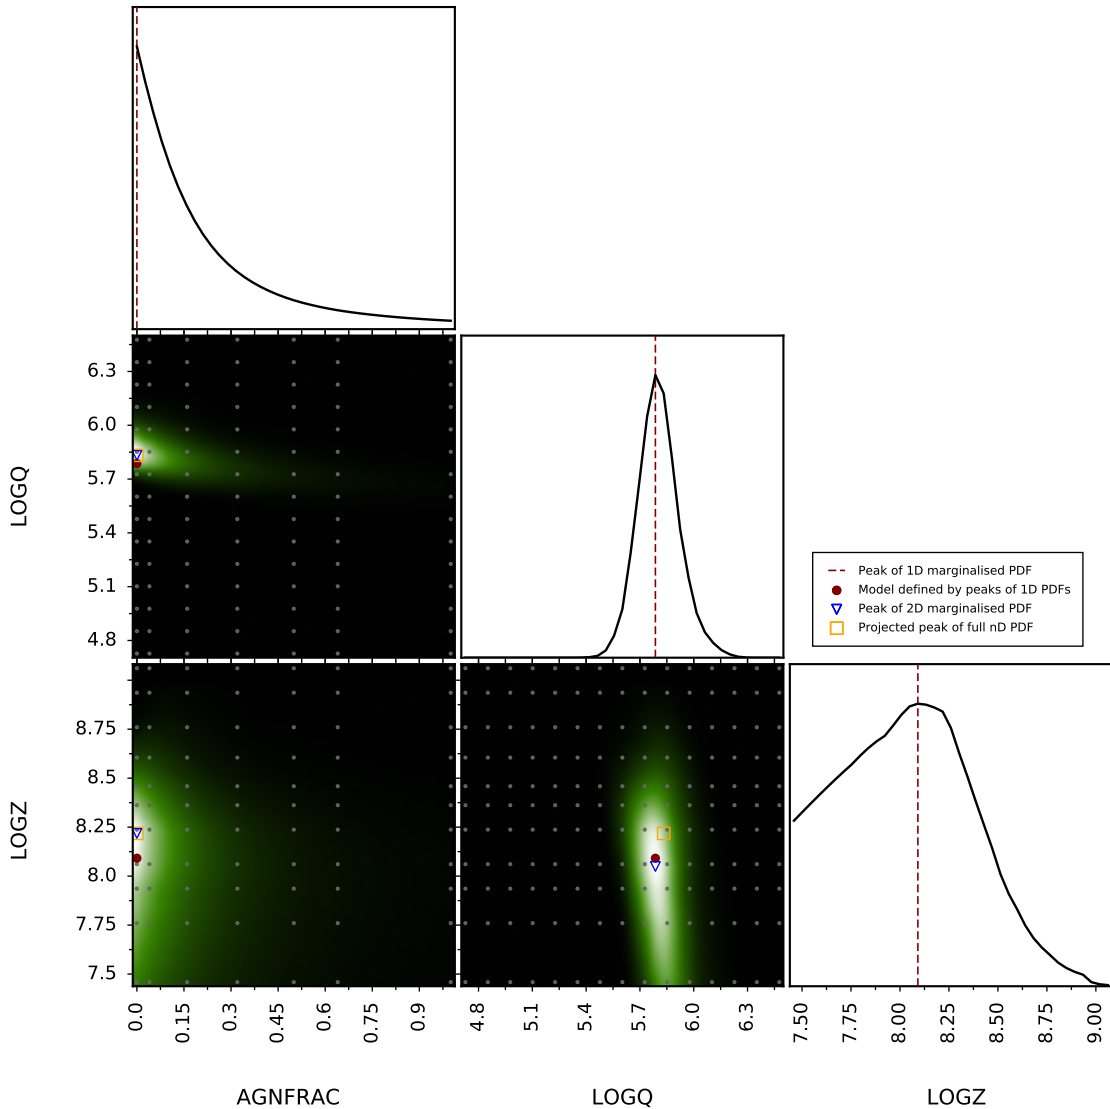 6.3
6.0
5.7
5.4
5.1
4.8
LOGQ
Peak of 1D marginalised PDF
Model defined by peaks of 1D PDFs
Peak of 2D marginalised PDF
Projected peak of full nD PDF
8.75
8.5
8.25
8.0
7.75
7.5
LOGZ
0.0 0.15 0.3 0.45 0.6 0.75 0.9
4.8 5.1 5.4 5.7 6.0 6.3
7.50 7.75 8.00 8.25 8.50 8.75 9.00
AGNFRAC
LOGQ
LOGZ